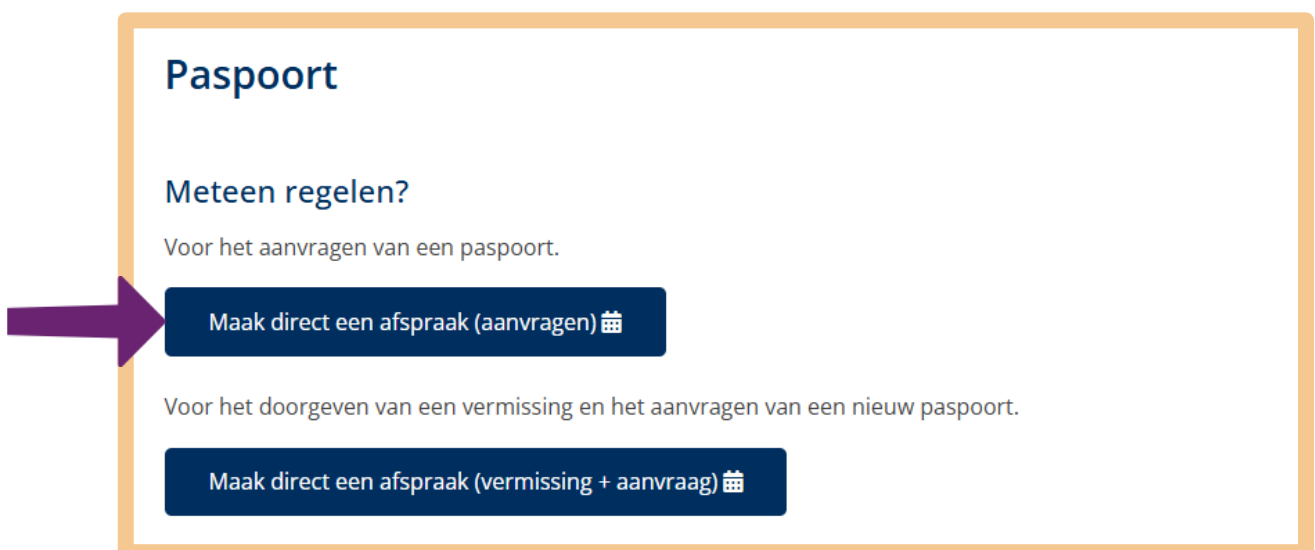 Paspoort
Meteen regelen?
Voor het aanvragen van een paspoort.
Maak direct een afspraak (aanvragen)
Voor het doorgeven van een vermissing en het aanvragen van een nieuw paspoort.
Maak direct een afspraak (vermissing + aanvraag)